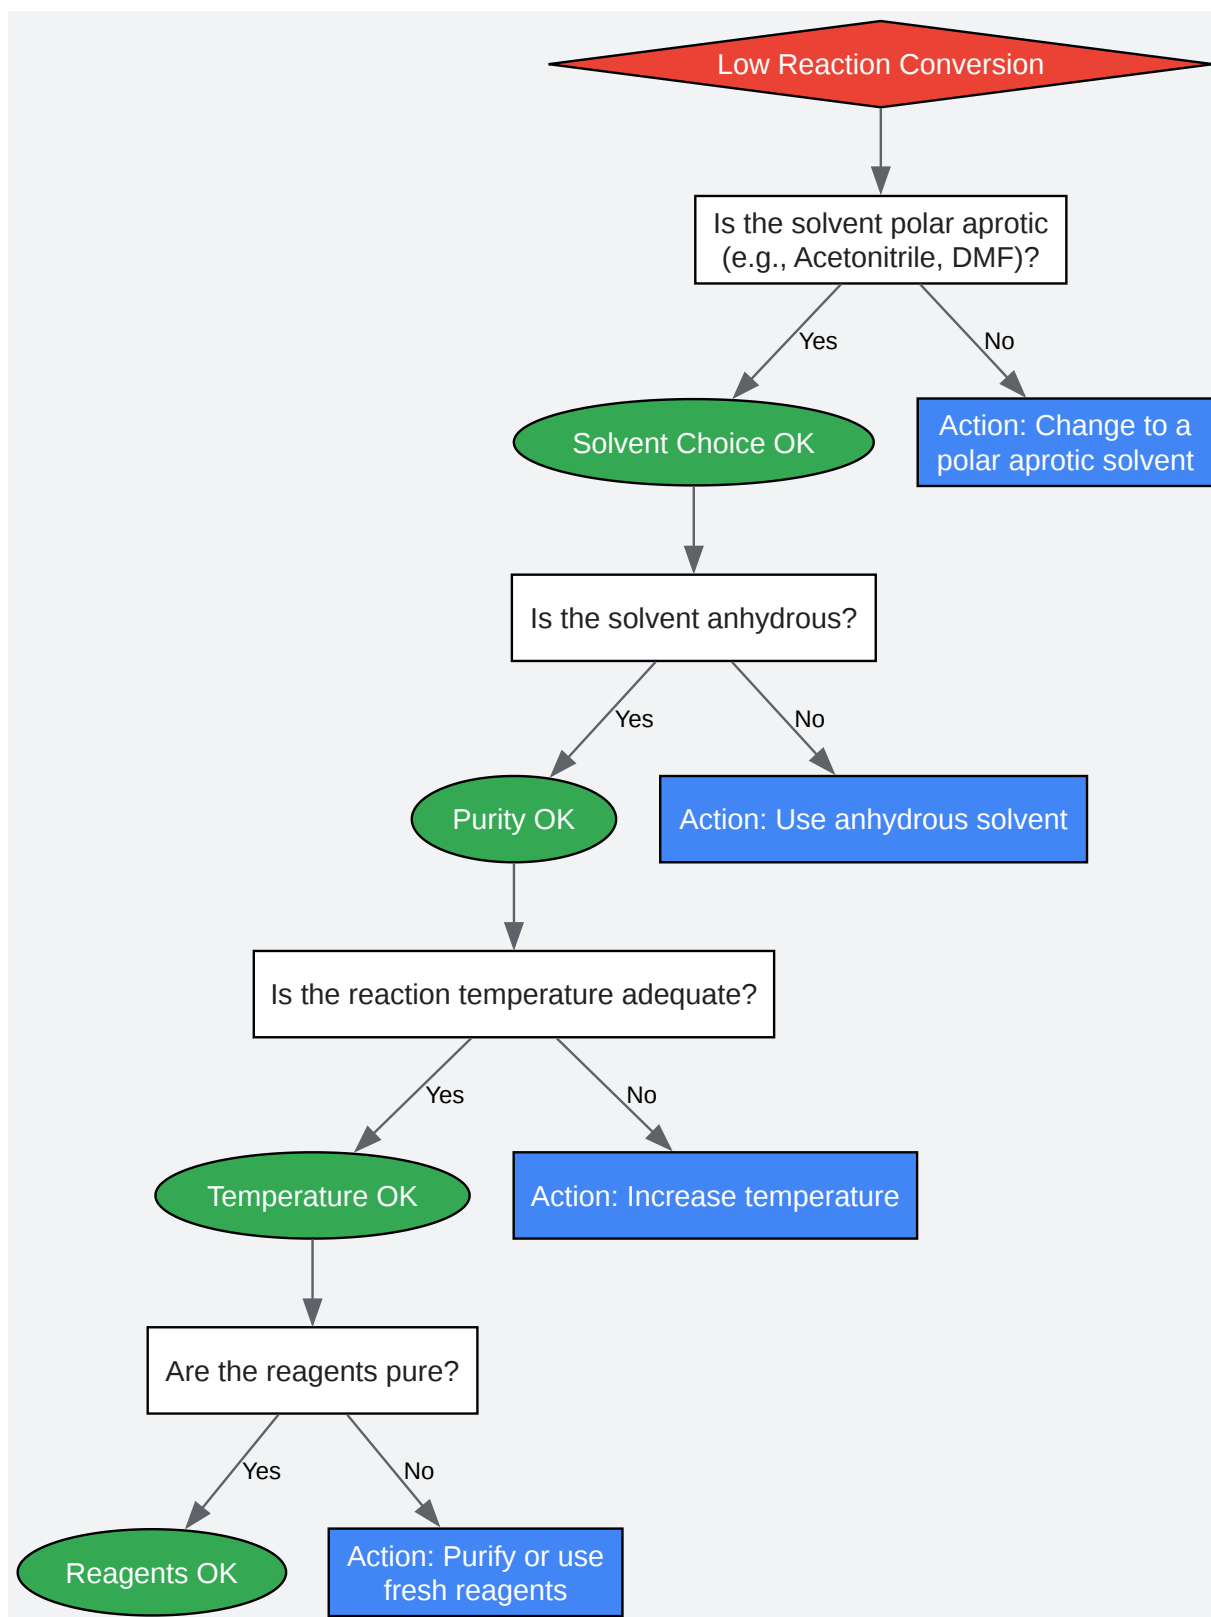 Low Reaction Conversion
Is the solvent polar aprotic
(e.g., Acetonitrile, DMF)?
Yes
No
Solvent Choice OK
Action: Change to a
polar aprotic solvent
Is the solvent anhydrous?
Yes
No
Purity OK
Action: Use anhydrous solvent
Is the reaction temperature adequate?
Yes
No
Temperature OK
Action: Increase temperature
Are the reagents pure?
Yes
No
Reagents OK
Action: Purify or use
fresh reagents